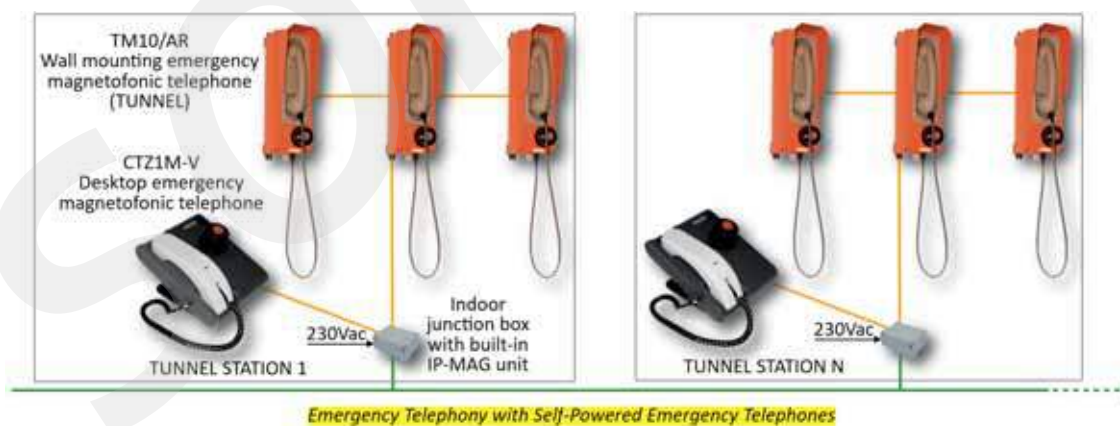 TM10/AR
Wall mounting emergency
magnetofonic telephone
(TUNNEL)
CTZ1M-V
Desktop emergency
magnetofonic telephone
Indoor
junction box
with built-in
IP-MAG unit
230Vac
TUNNEL STATION 1
230Vac
TUNNEL STATION N
Emergency Telephony with Self-Powered Emergency Telephones